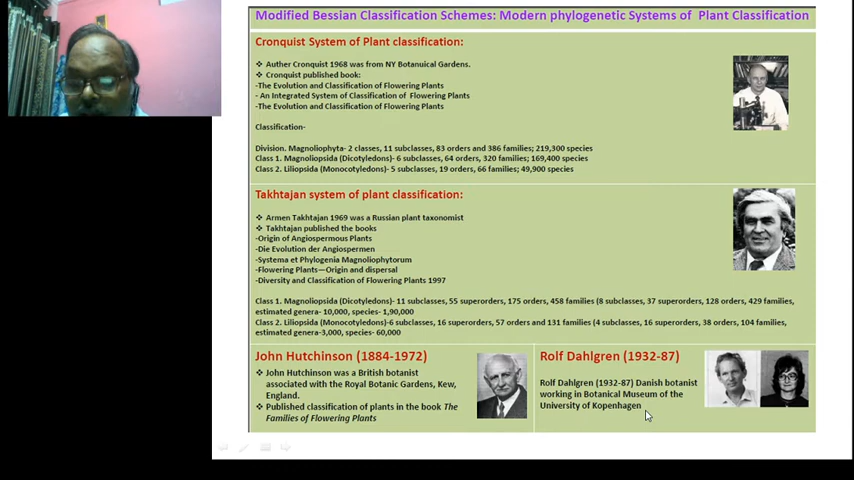 Modified Bessian Classification Schemes: Modern phylogenetic Systems of Plant Classification
Cronquist System of Plant classification:
❖ Auther Cronquist 1968 was from NY Botanuical Gardens.
❖ Cronquist published book:
-The Evolution and Classification of Flowering Plants
- An Integrated System of Classification of Flowering Plants
-The Evolution and Classification of Flowering Plants
Classification-
Division. Magnoliophyta- 2 classes, 11 subclasses, 83 orders and 386 families; 219,300 species
Class 1. Magnoliopsida (Dicotyledons)- 6 subclasses, 64 orders, 320 families; 169,400 species
Class 2. Liliopsida (Monocotyledons)- 5 subclasses, 19 orders, 66 families; 49,900 species
Takhtajan system of plant classification:
❖ Armen Takhtajan 1969 was a Russian plant taxonomist
❖ Takhtajan published the books
-Origin of Angiospermous Plants
-Die Evolution der Angiospermen
-Systema et Phylogenia Magnoliophytorum
-Flowering Plants—Origin and dispersal
-Diversity and Classification of Flowering Plants 1997
Class 1. Magnoliopsida (Dicotyledons)- 11 subclasses, 55 superorders, 175 orders, 458 families (8 subclasses, 37 superorders, 128 orders, 429 families,
estimated genera- 10,000, species- 1,90,000
Class 2. Liliopsida (Monocotyledons)-6 subclasses, 16 superorders, 57 orders and 131 families (4 subclasses, 16 superorders, 38 orders, 104 families,
estimated genera-3,000, species- 60,000
John Hutchinson (1884-1972)
❖ John Hutchinson was a British botanist
associated with the Royal Botanic Gardens, Kew,
England.
❖ Published classification of plants in the book The
Families of Flowering Plants
Rolf Dahlgren (1932-87)
Rolf Dahlgren (1932-87) Danish botanist
working in Botanical Museum of the
University of Kopenhagen